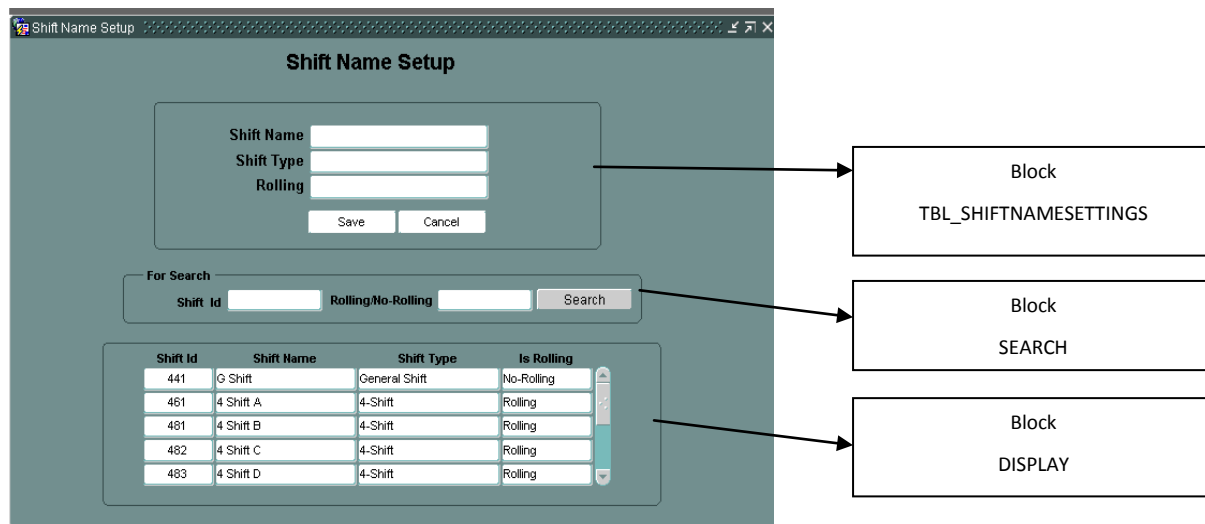 Shift Name Setup
Shift Name Setup
Shift Name
Shift Type
Rolling
Save Cancel
For Search
Shift Id Rolling/No-Rolling Search
Shift Id Shift Name Shift Type Is Rolling
441 G Shift General Shift No-Rolling
461 4 Shift A 4-Shift Rolling
481 4 Shift B 4-Shift Rolling
482 4 Shift C 4-Shift Rolling
483 4 Shift D 4-Shift Rolling
Block
TBL_SHIFTNAMESETTINGS
Block
SEARCH
Block
DISPLAY